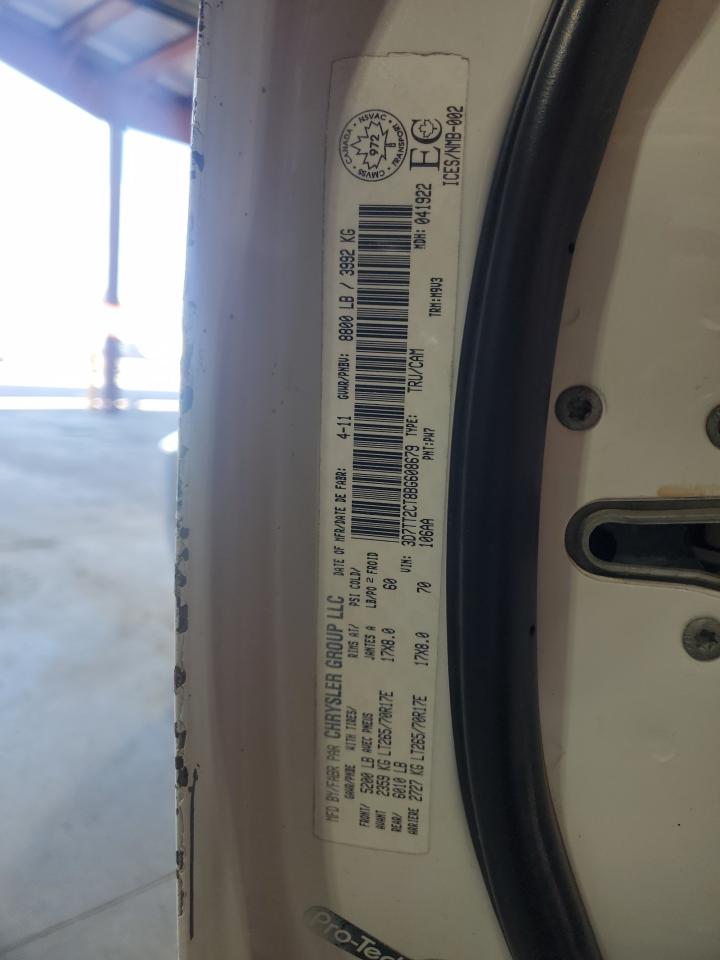 MFD BY/FABR PAR CHRYSLER GROUP LLC
DATE OF MFR/DATE DE FABR: 4-11 GVWR/PNBV: 8800 LB / 3992 KG
GAWR/PNBE WITH TIRES/ RIMS AT/ PSI COLD/
AVEC PNEUS JANTES A LB/PO2 FROID
FRONT/ 5200 LB
AVANT 2359 KG LT265/70R17E 17X8.0 60
REAR/ 6010 LB
ARRIERE 2727 KG LT265/70R17E 17X8.0 70
VIN: 3D7TT2CT8BG608679 TYPE: TRU/CAM MDH: 041922
106AA PNT:PW7 TRM:M9V3
CANADA • NSVAC • TRANSPORT • CMVSS
972
B
EC
ICES/NMB-002
Pro-Tec